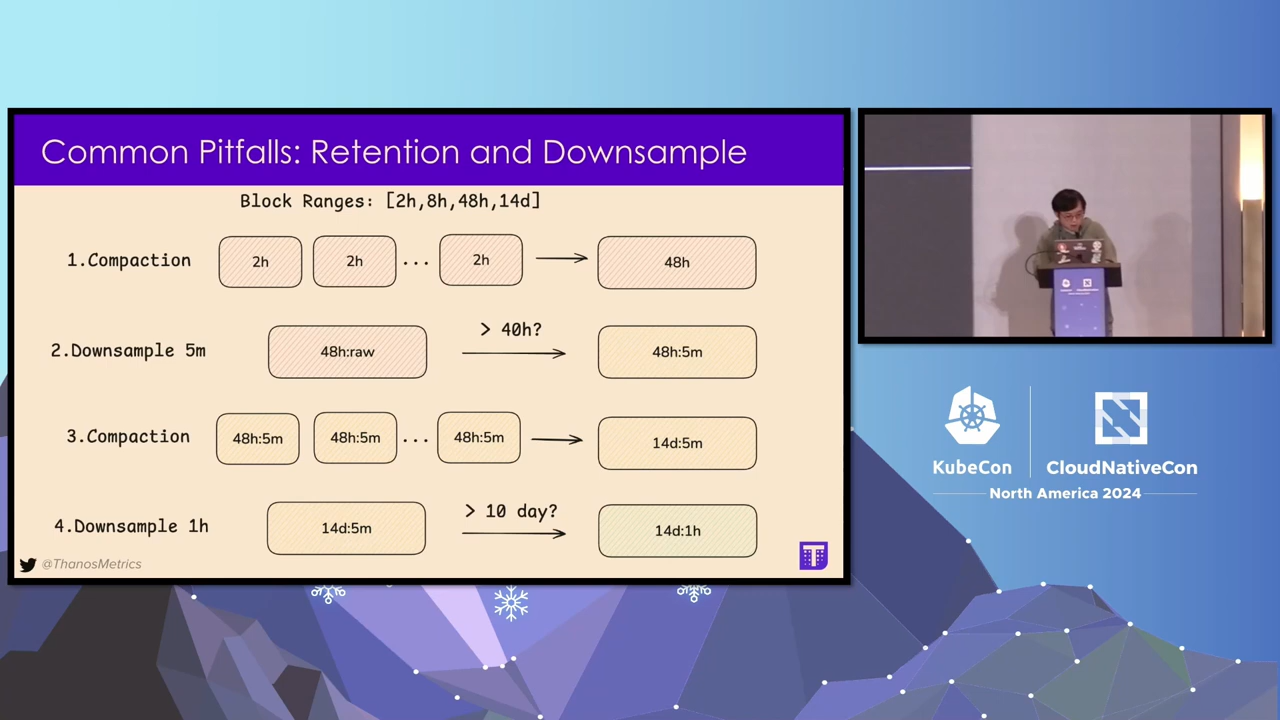 Common Pitfalls: Retention and Downsample
Block Ranges: [2h,8h,48h,14d]
1.Compaction 2h 2h ... 2h 48h
2.Downsample 5m 48h:raw > 40h? 48h:5m
3.Compaction 48h:5m 48h:5m ... 48h:5m 14d:5m
4.Downsample 1h 14d:5m > 10 day? 14d:1h
@ThanosMetrics
T
KubeCon CloudNativeCon
North America 2024